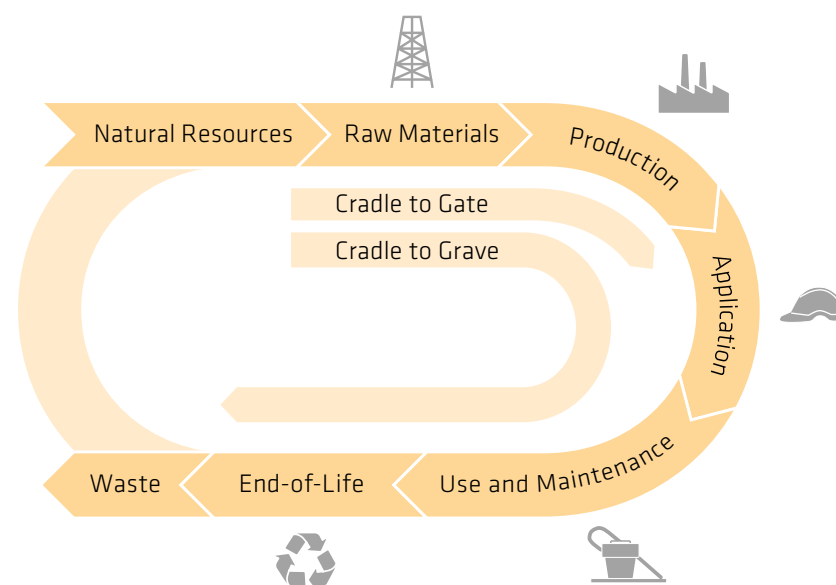 Natural Resources
Raw Materials
Production
Cradle to Gate
Cradle to Grave
Application
Use and Maintenance
End-of-Life
Waste